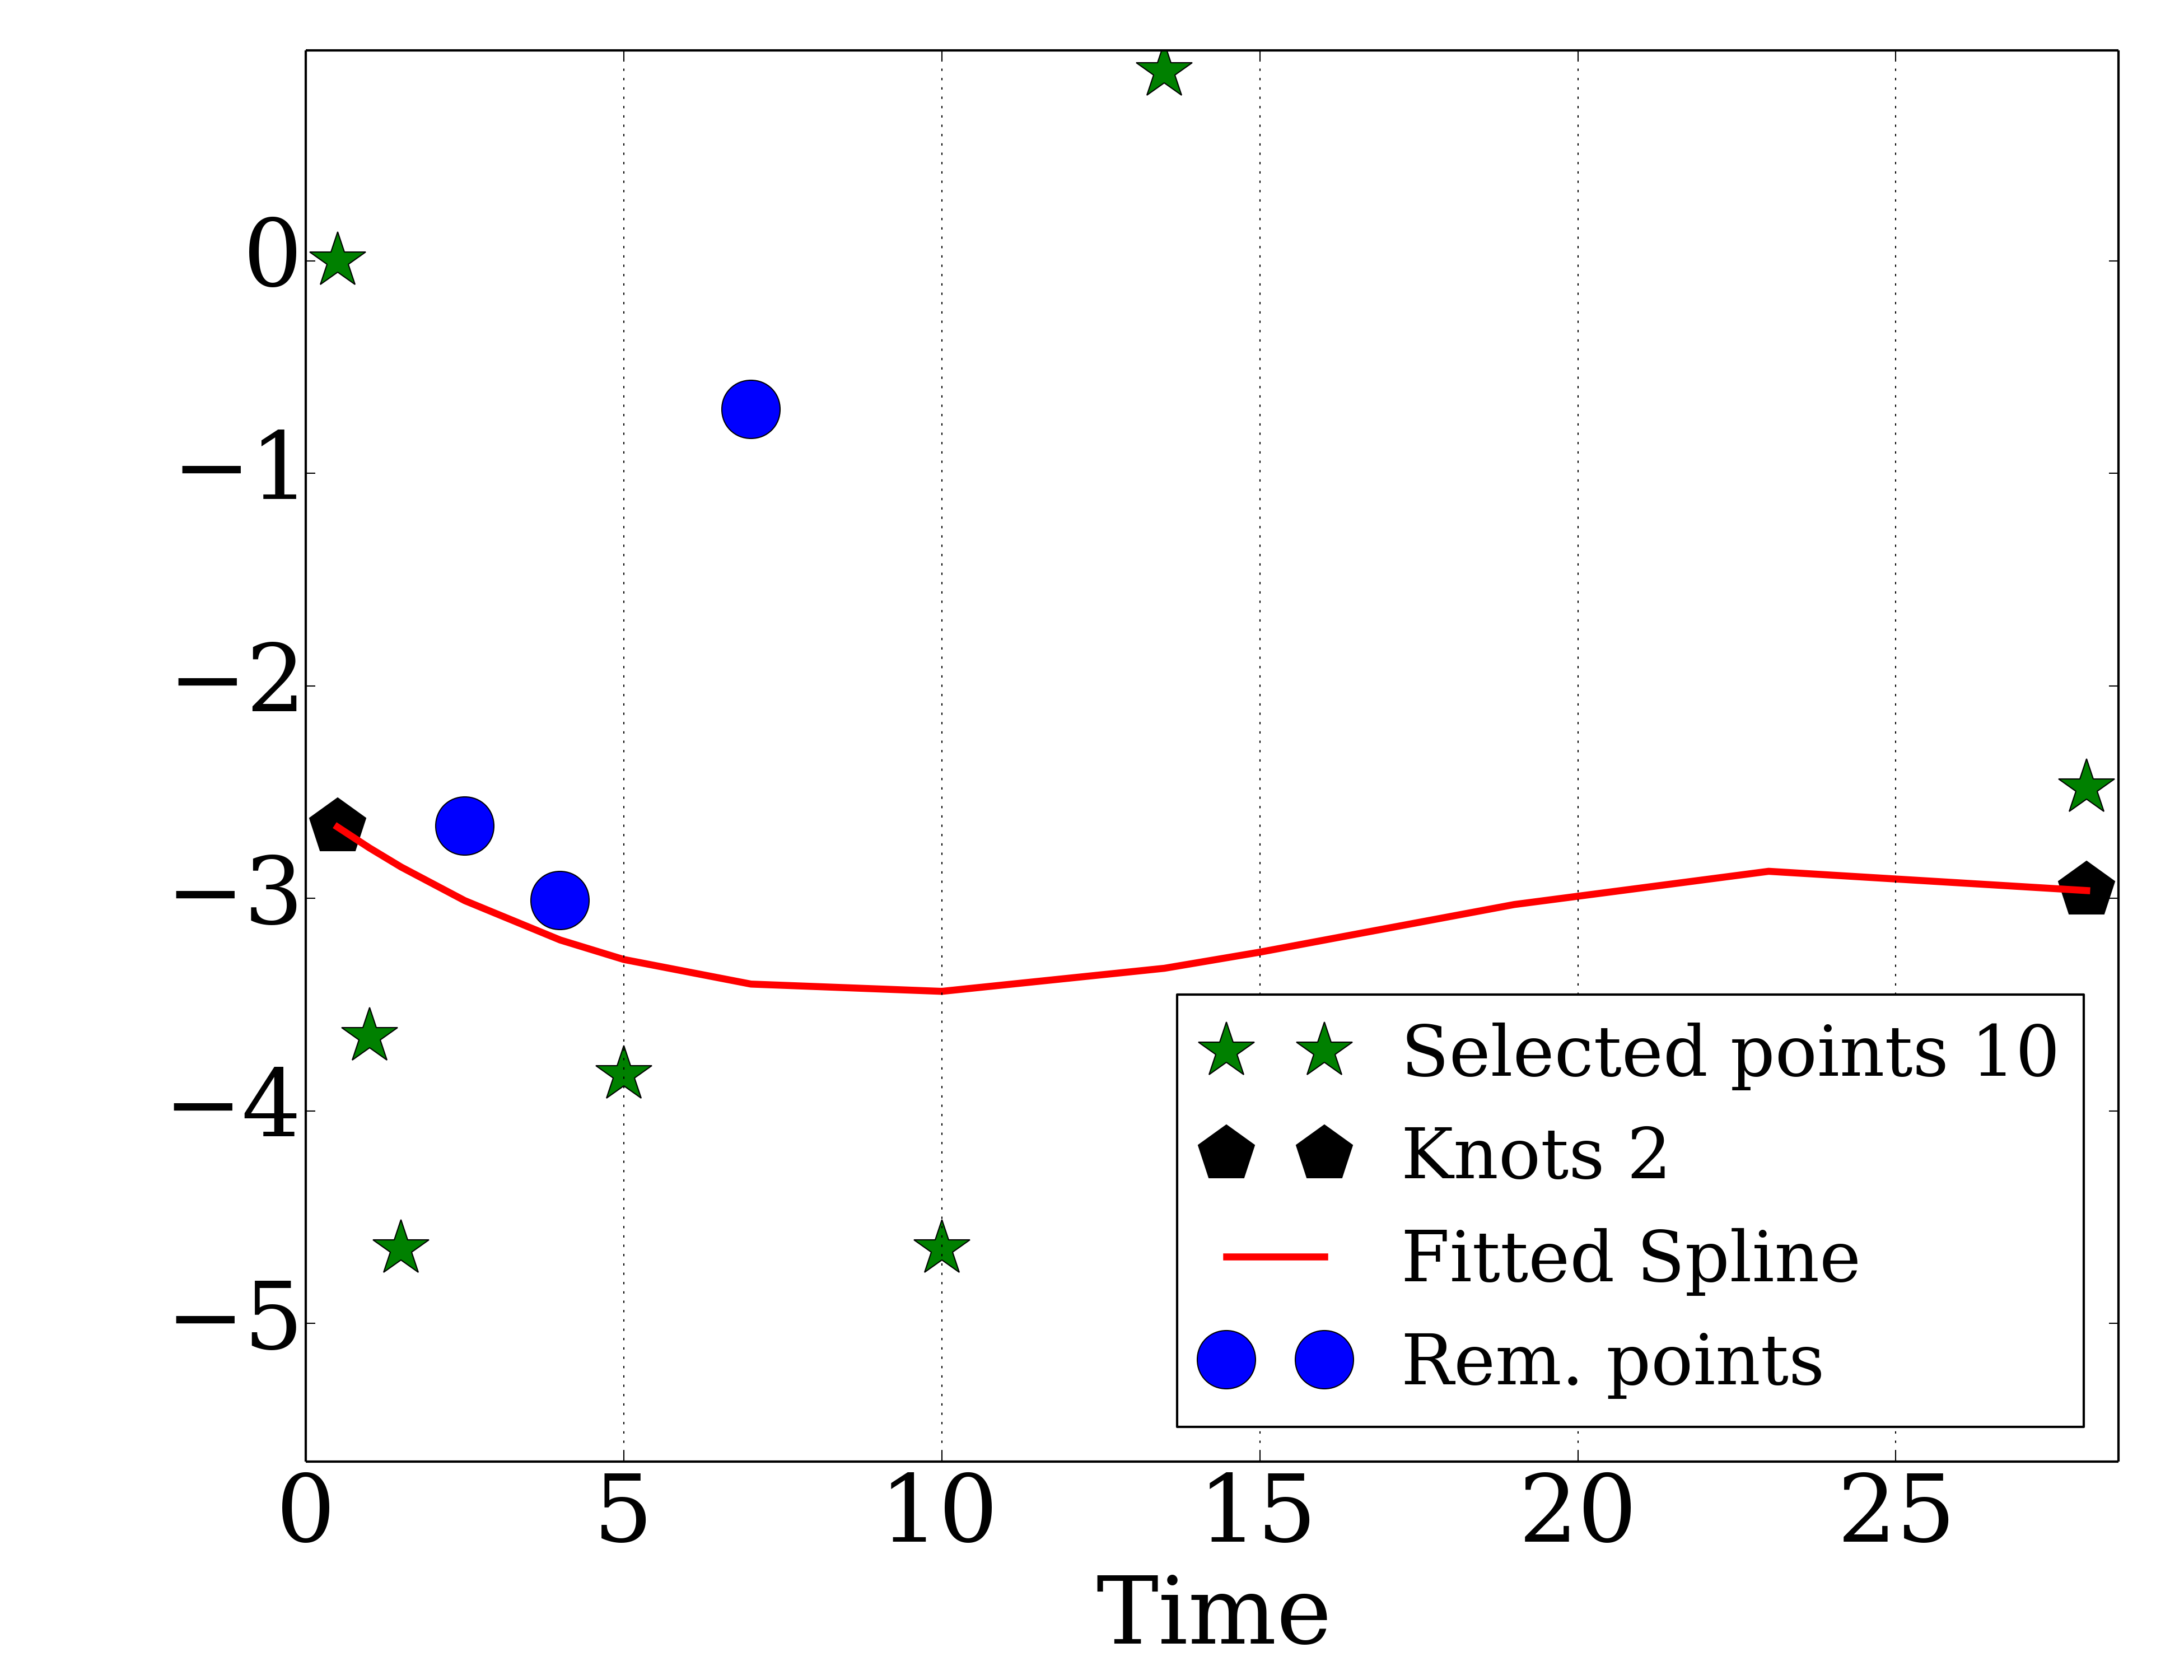 0
−1
−2
−3
−4
−5
0 5 10 15 20 25
Time
Selected points 10
Knots 2
Fitted Spline
Rem. points